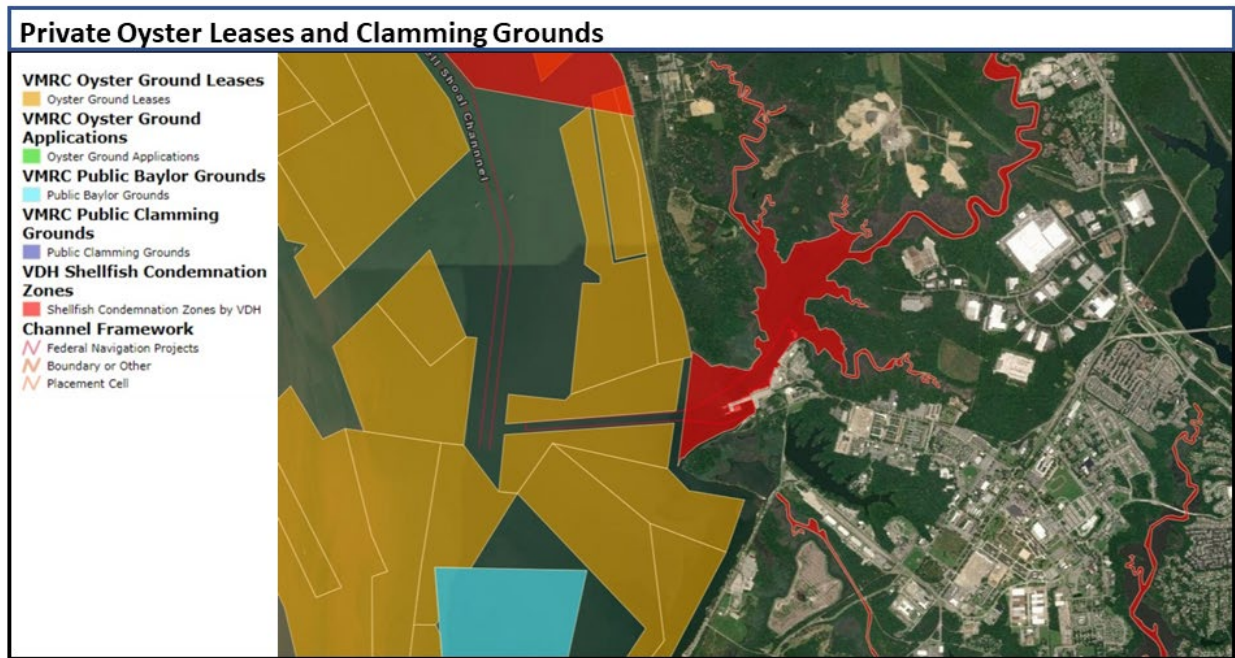 Private Oyster Leases and Clamming Grounds
VMRC Oyster Ground Leases
Oyster Ground Leases
VMRC Oyster Ground
Applications
Oyster Ground Applications
VMRC Public Baylor Grounds
Public Baylor Grounds
VMRC Public Clamming
Grounds
Public Clamming Grounds
VDH Shellfish Condemnation
Zones
Shellfish Condemnation Zones by VDH
Channel Framework
Federal Navigation Projects
Boundary or Other
Placement Cell
Shoal Channel